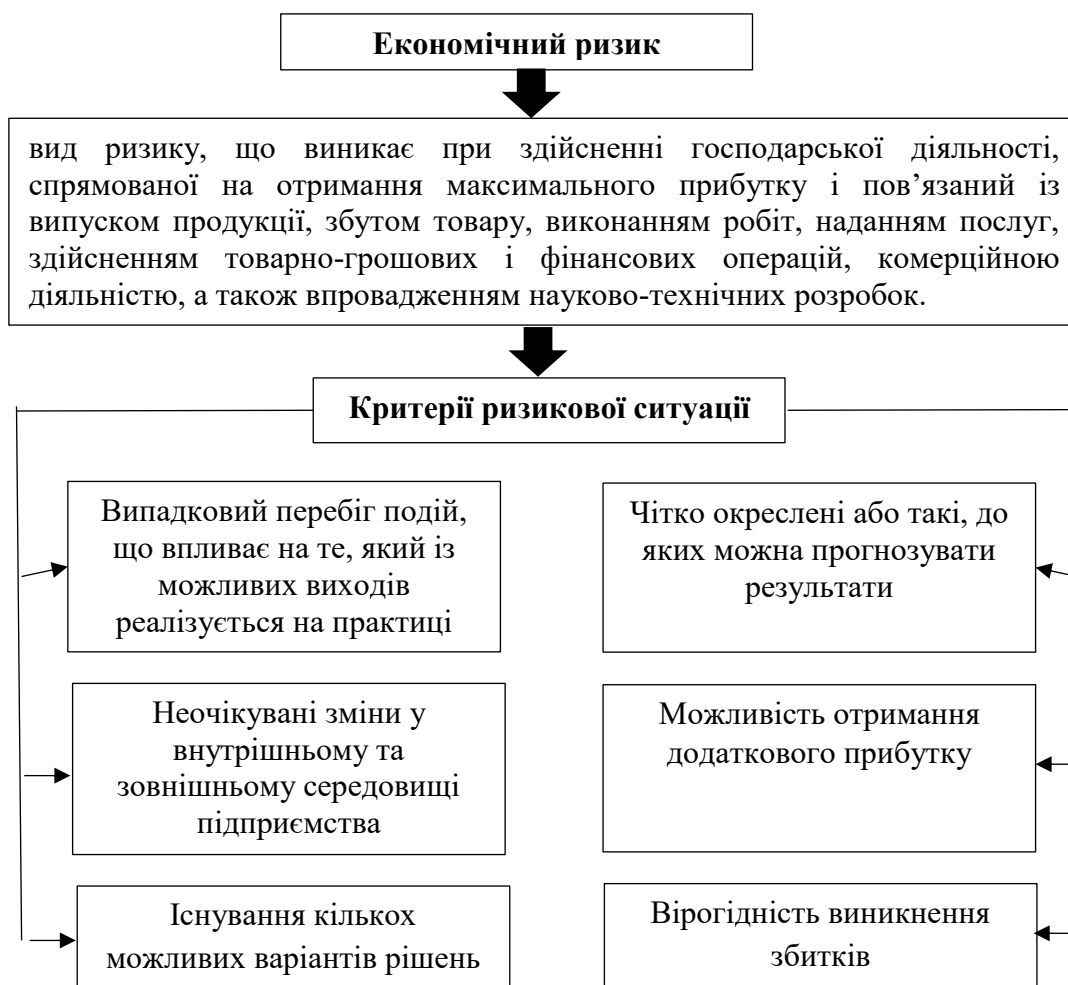 Економічний ризик
вид ризику, що виникає при здійсненні господарської діяльності,
спрямованої на отримання максимального прибутку і пов’язаний із
випуском продукції, збутом товару, виконанням робіт, наданням послуг,
здійсненням товарно-грошових і фінансових операцій, комерційною
діяльністю, а також впровадженням науково-технічних розробок.
Критерії ризикової ситуації
Випадковий перебіг подій,
що впливає на те, який із
можливих виходів
реалізується на практиці
Чітко окреслені або такі, до
яких можна прогнозувати
результати
Неочікувані зміни у
внутрішньому та
зовнішньому середовищі
підприємства
Можливість отримання
додаткового прибутку
Існування кількох
можливих варіантів рішень
Вірогідність виникнення
збитків